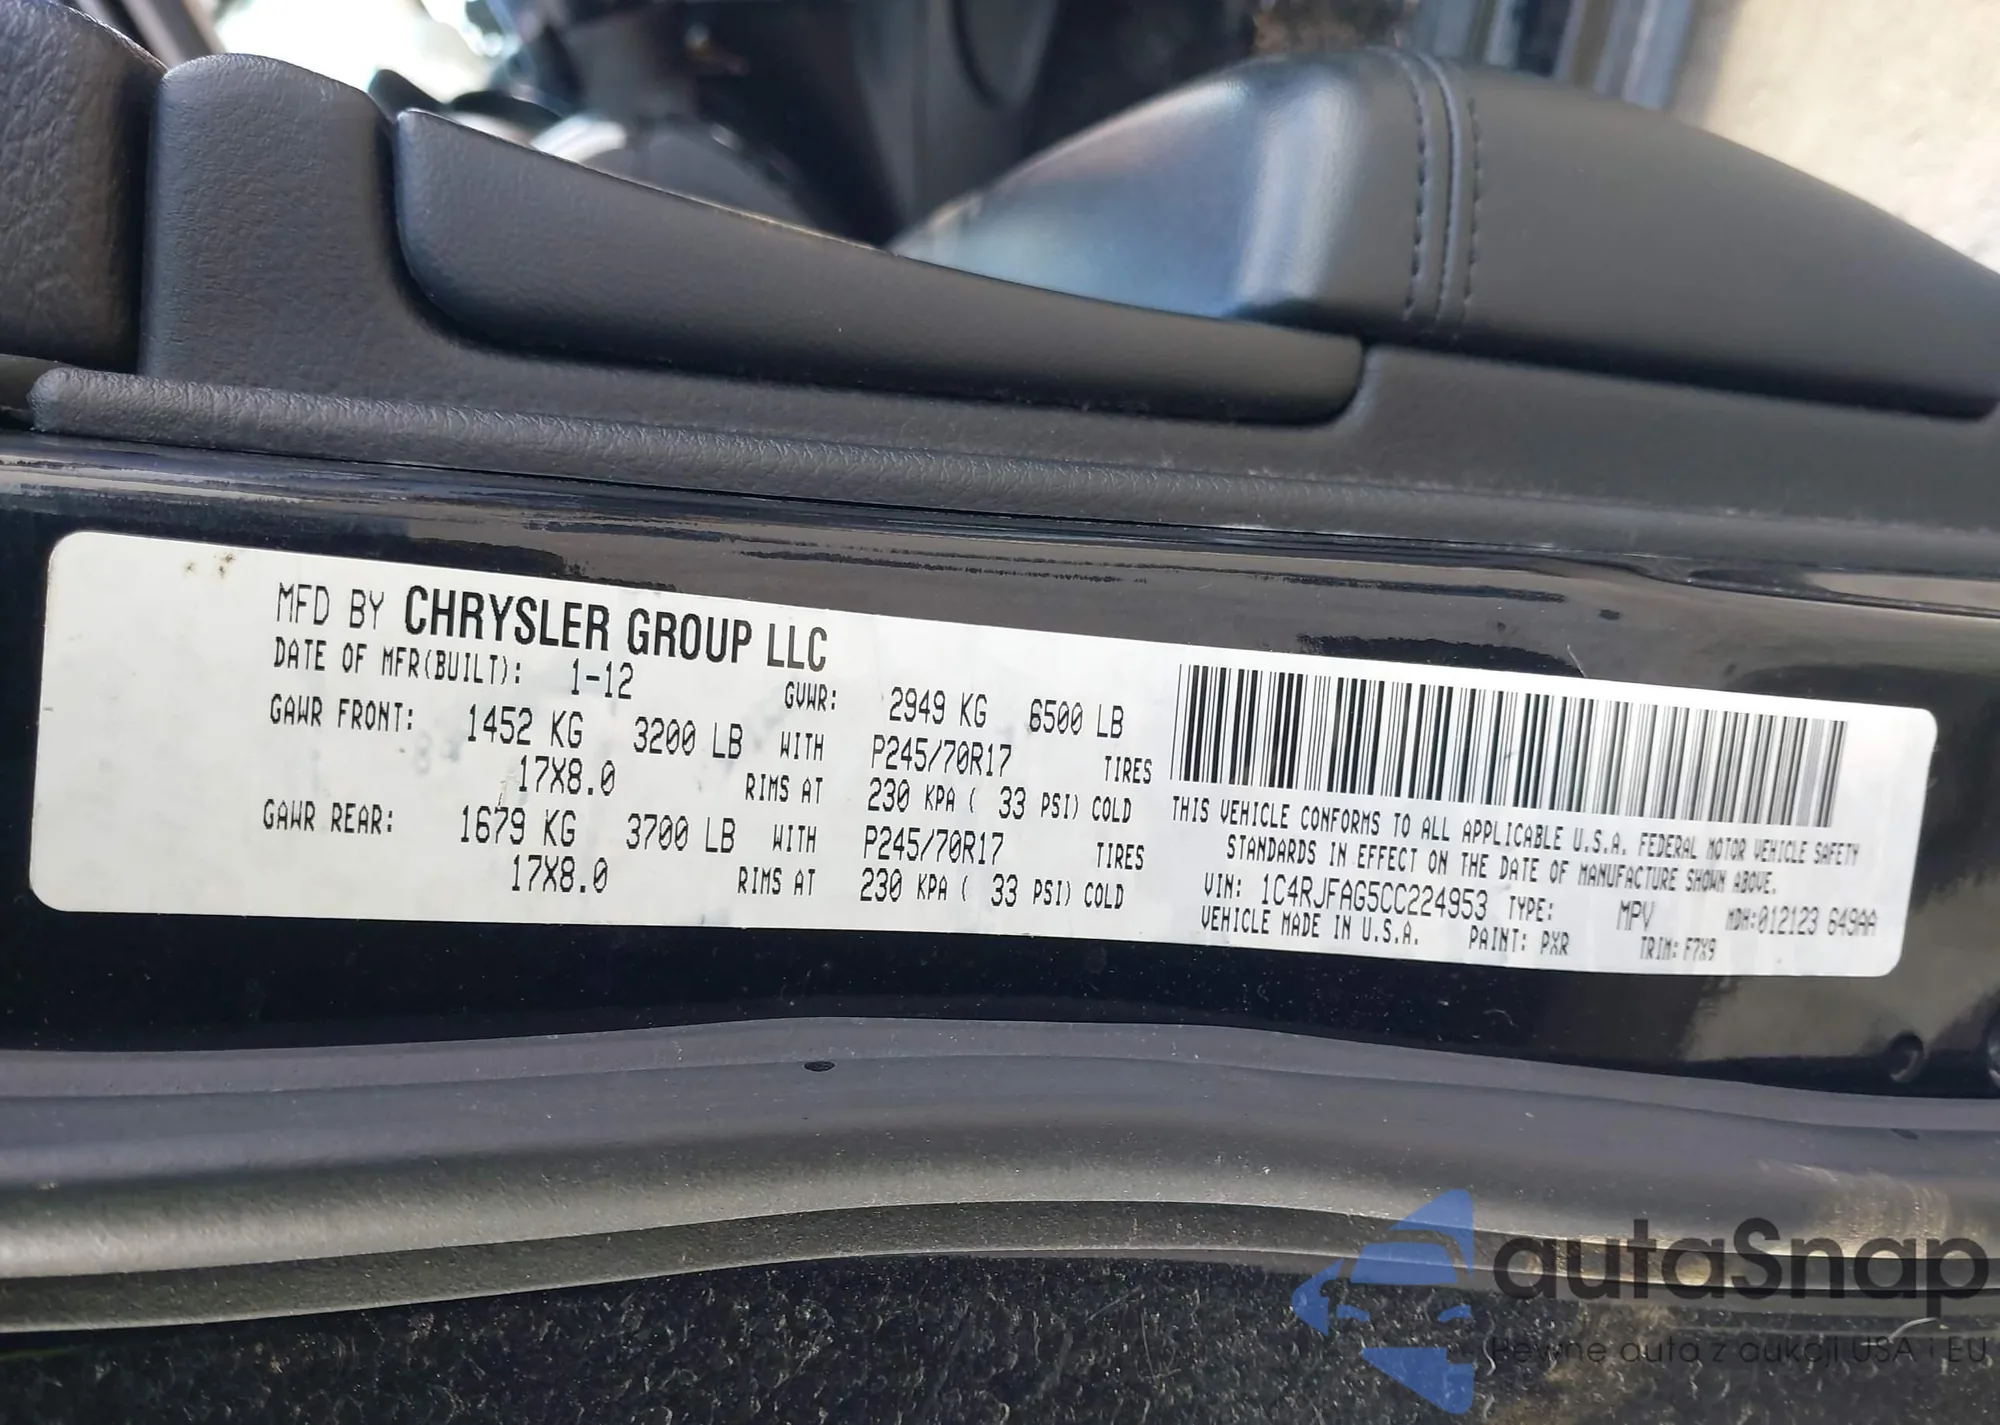 MFD BY CHRYSLER GROUP LLC
DATE OF MFR(BUILT): 1-12 GVWR: 2949 KG 6500 LB
GAWR FRONT: 1452 KG 3200 LB WITH P245/70R17 TIRES
17X8.0 RIMS AT 230 KPA ( 33 PSI) COLD
GAWR REAR: 1679 KG 3700 LB WITH P245/70R17 TIRES
17X8.0 RIMS AT 230 KPA ( 33 PSI) COLD
THIS VEHICLE CONFORMS TO ALL APPLICABLE U.S.A. FEDERAL MOTOR VEHICLE SAFETY
STANDARDS IN EFFECT ON THE DATE OF MANUFACTURE SHOWN ABOVE.
VIN: 1C4RJFAG5CC224953 TYPE: MPV MDH:012123 649AA
VEHICLE MADE IN U.S.A. PAINT: PXR TRIM: F7X9
autaSnap
Pewne auta z aukcji USA i EU